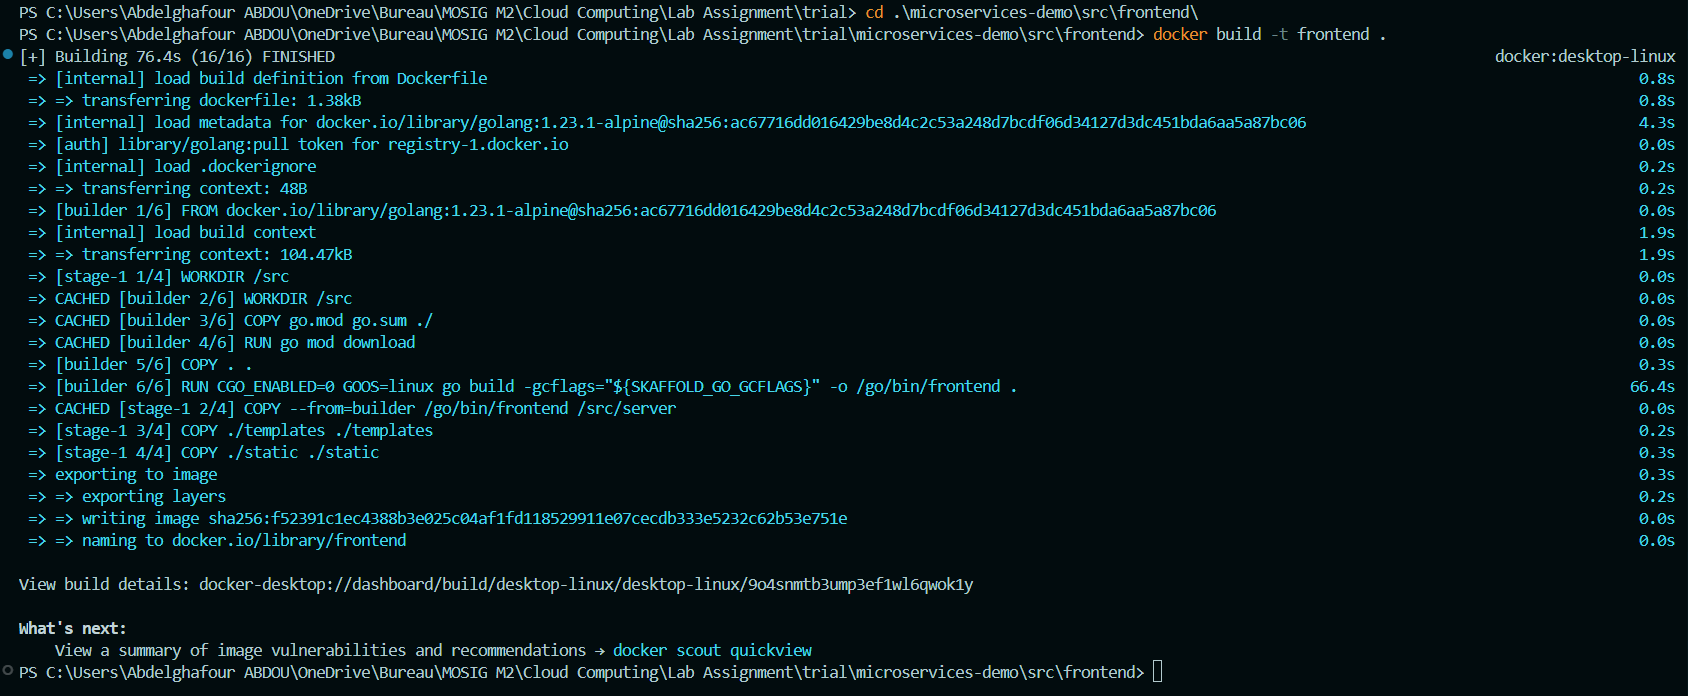 PS C:\Users\Abdelghafour ABDOU\OneDrive\Bureau\MOSIG M2\Cloud Computing\Lab Assignment\trial> cd .\microservices-demo\src\frontend\
PS C:\Users\Abdelghafour ABDOU\OneDrive\Bureau\MOSIG M2\Cloud Computing\Lab Assignment\trial\microservices-demo\src\frontend> docker build -t frontend .
[+] Building 76.4s (16/16) FINISHED docker:desktop-linux
=> [internal] load build definition from Dockerfile 0.8s
=> => transferring dockerfile: 1.38kB 0.8s
=> [internal] load metadata for docker.io/library/golang:1.23.1-alpine@sha256:ac67716dd016429be8d4c2c53a248d7bcdf06d34127d3dc451bda6aa5a87bc06 4.3s
=> [auth] library/golang:pull token for registry-1.docker.io 0.0s
=> [internal] load .dockerignore 0.2s
=> => transferring context: 48B 0.2s
=> [builder 1/6] FROM docker.io/library/golang:1.23.1-alpine@sha256:ac67716dd016429be8d4c2c53a248d7bcdf06d34127d3dc451bda6aa5a87bc06 0.0s
=> [internal] load build context 1.9s
=> => transferring context: 104.47kB 1.9s
=> [stage-1 1/4] WORKDIR /src 0.0s
=> CACHED [builder 2/6] WORKDIR /src 0.0s
=> CACHED [builder 3/6] COPY go.mod go.sum ./ 0.0s
=> CACHED [builder 4/6] RUN go mod download 0.0s
=> [builder 5/6] COPY . . 0.3s
=> [builder 6/6] RUN CGO_ENABLED=0 GOOS=linux go build -gcflags="${SKAFFOLD_GO_GCFLAGS}" -o /go/bin/frontend . 66.4s
=> CACHED [stage-1 2/4] COPY --from=builder /go/bin/frontend /src/server 0.0s
=> [stage-1 3/4] COPY ./templates ./templates 0.2s
=> [stage-1 4/4] COPY ./static ./static 0.3s
=> exporting to image 0.3s
=> => exporting layers 0.2s
=> => writing image sha256:f52391c1ec4388b3e025c04af1fd118529911e07cecdb333e5232c62b53e751e 0.0s
=> => naming to docker.io/library/frontend 0.0s
View build details: docker-desktop://dashboard/build/desktop-linux/desktop-linux/9o4snmtb3ump3ef1wl6qwok1y
What's next:
View a summary of image vulnerabilities and recommendations → docker scout quickview
PS C:\Users\Abdelghafour ABDOU\OneDrive\Bureau\MOSIG M2\Cloud Computing\Lab Assignment\trial\microservices-demo\src\frontend>